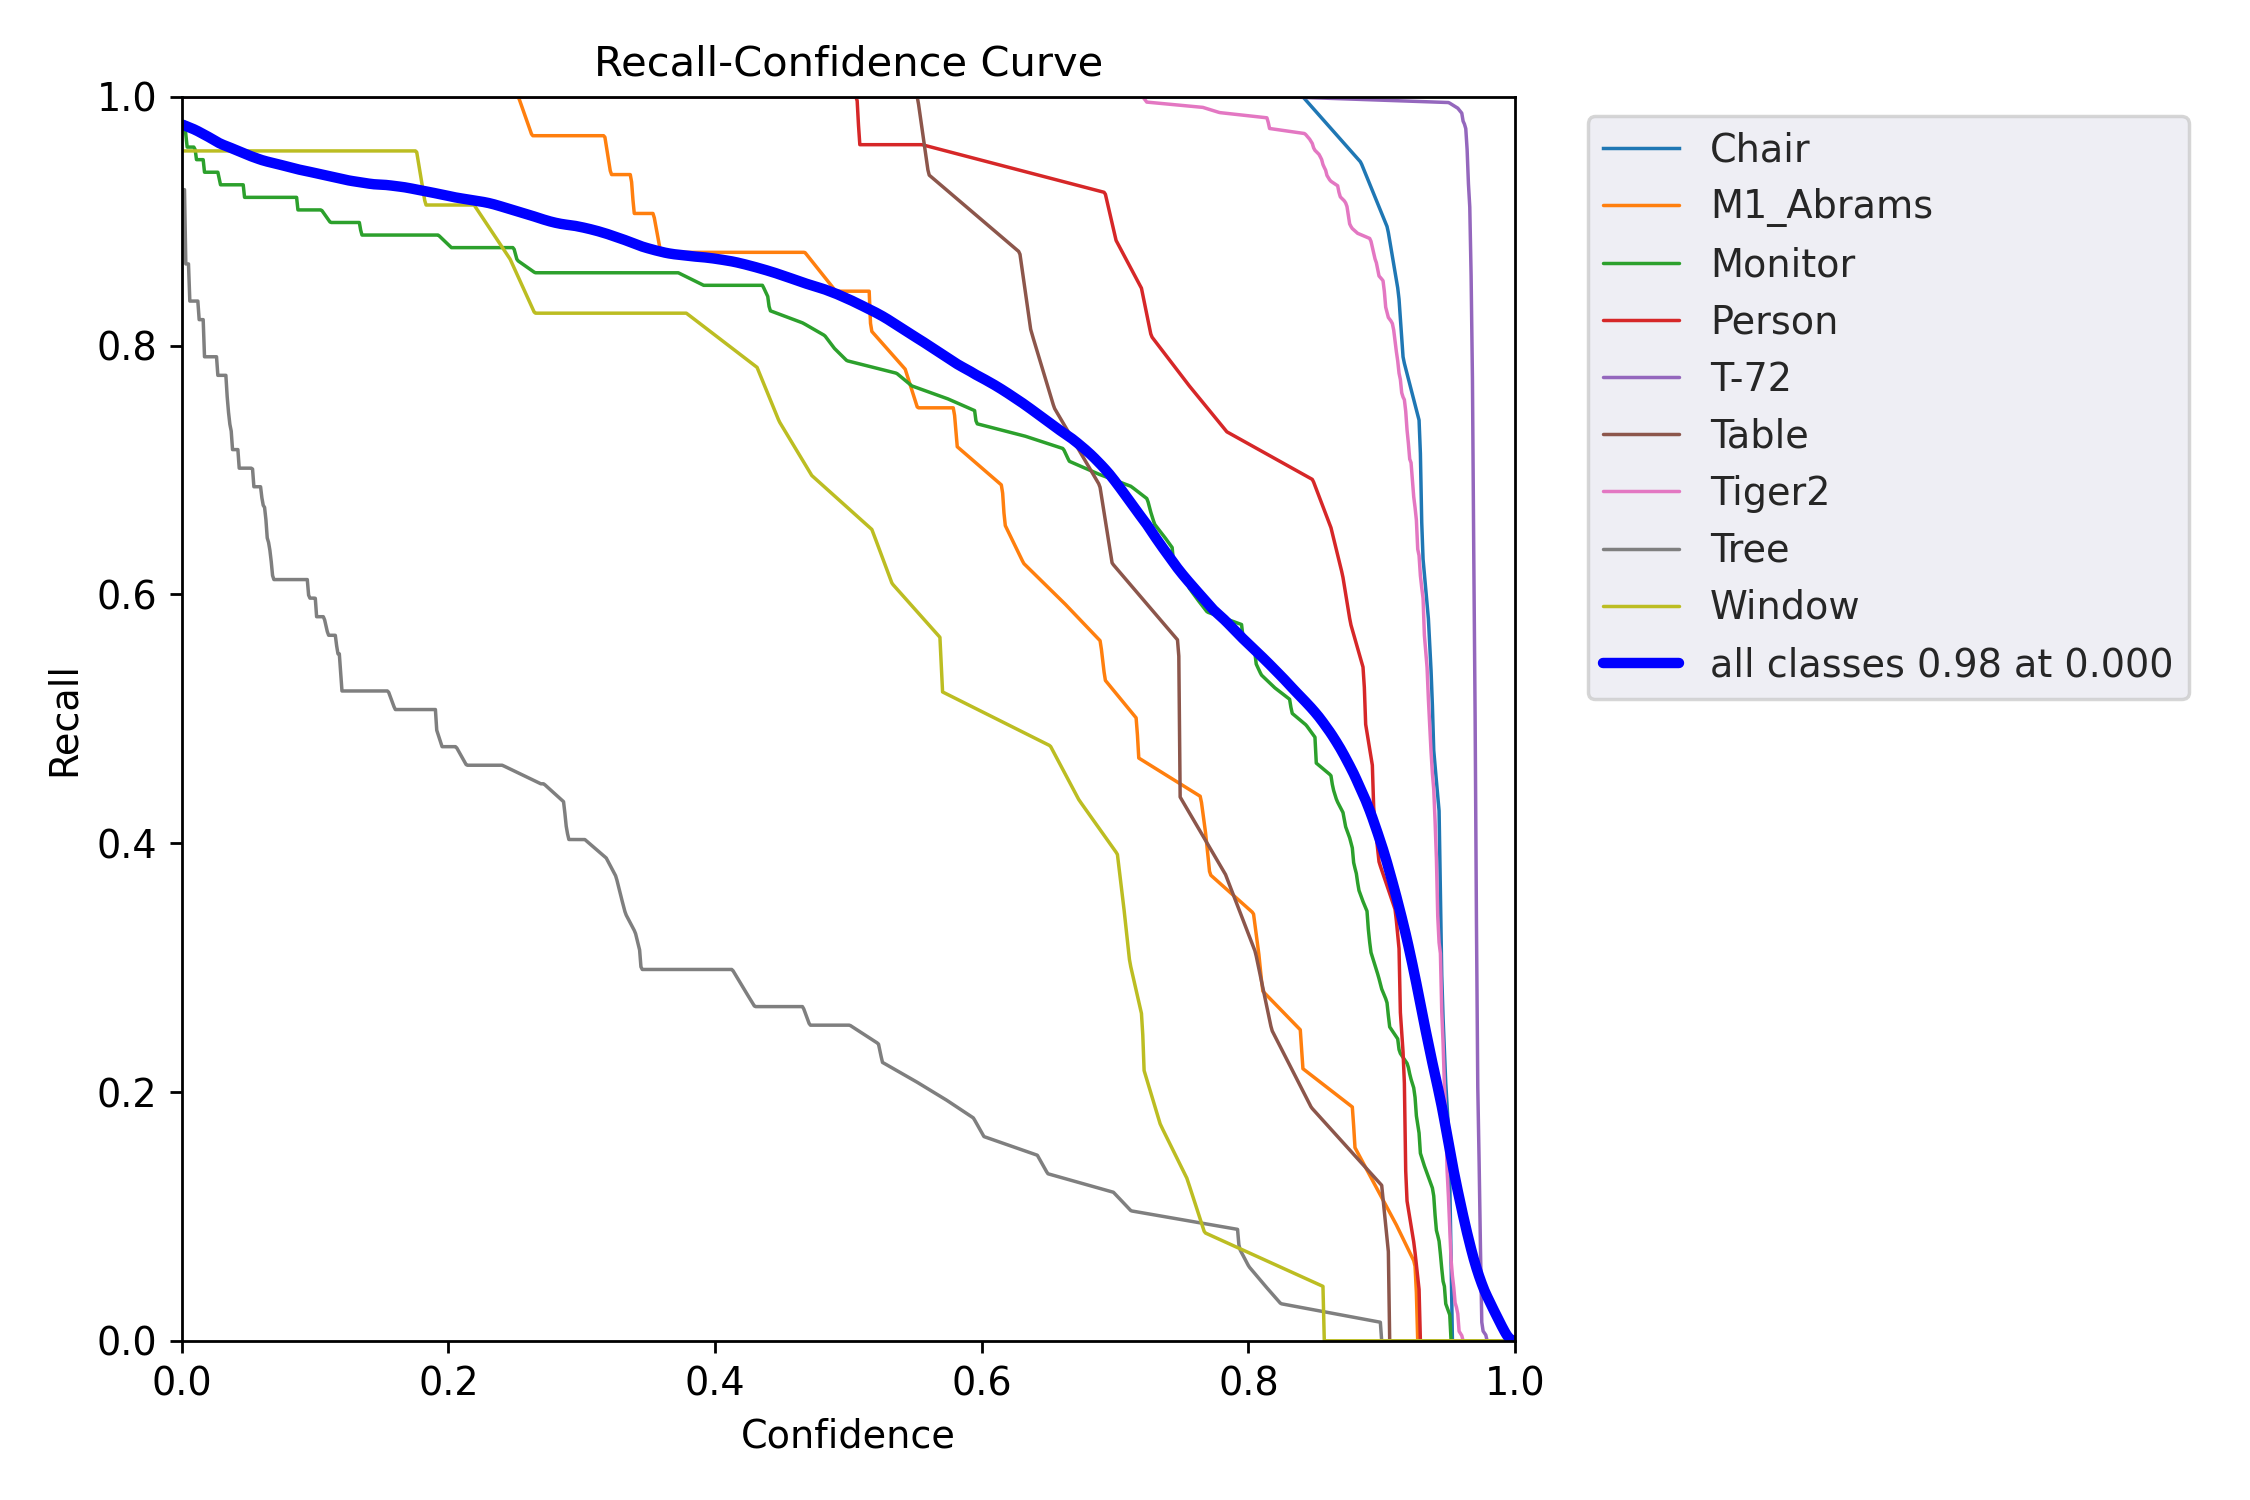 Recall-Confidence Curve
1.0
0.8
0.6
0.4
0.2
0.0
Recall
0.0 0.2 0.4 0.6 0.8 1.0
Confidence
Chair
M1_Abrams
Monitor
Person
T-72
Table
Tiger2
Tree
Window
all classes 0.98 at 0.000